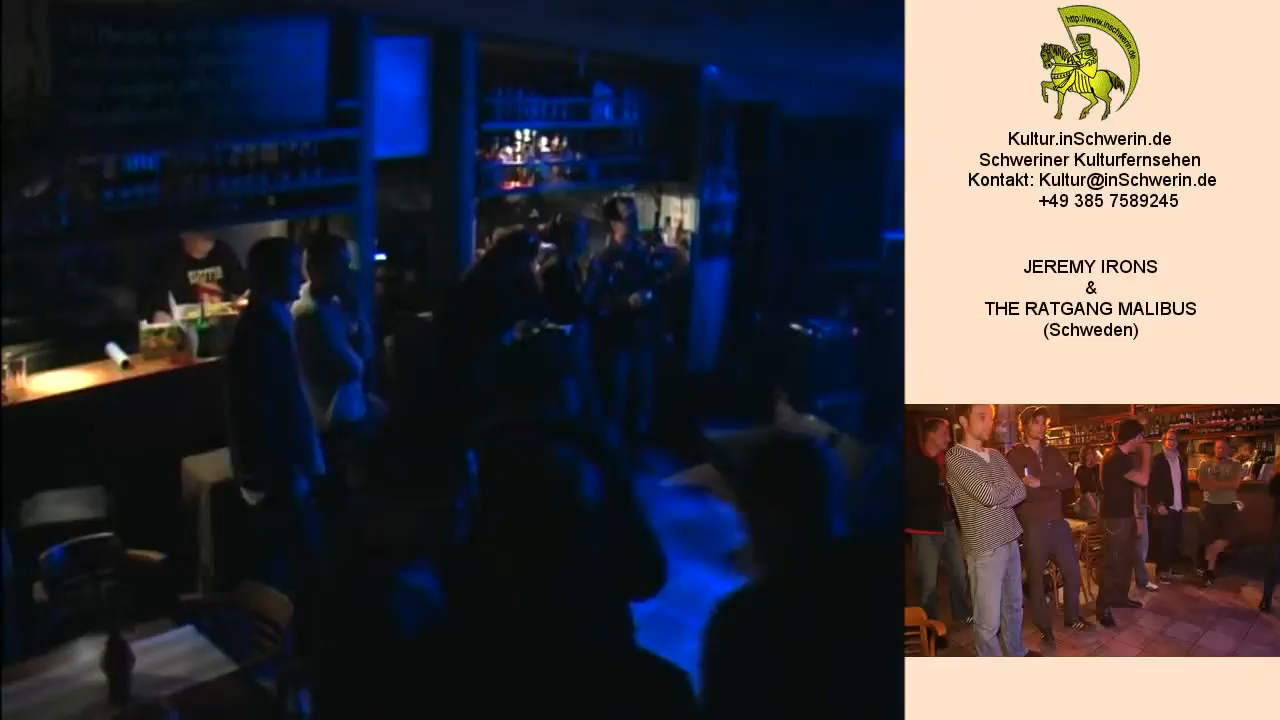 http://www.inschwerin.de
Kultur.inSchwerin.de
Schweriner Kulturfernsehen
Kontakt: Kultur@inSchwerin.de
+49 385 7589245
JEREMY IRONS
&
THE RATGANG MALIBUS
(Schweden)